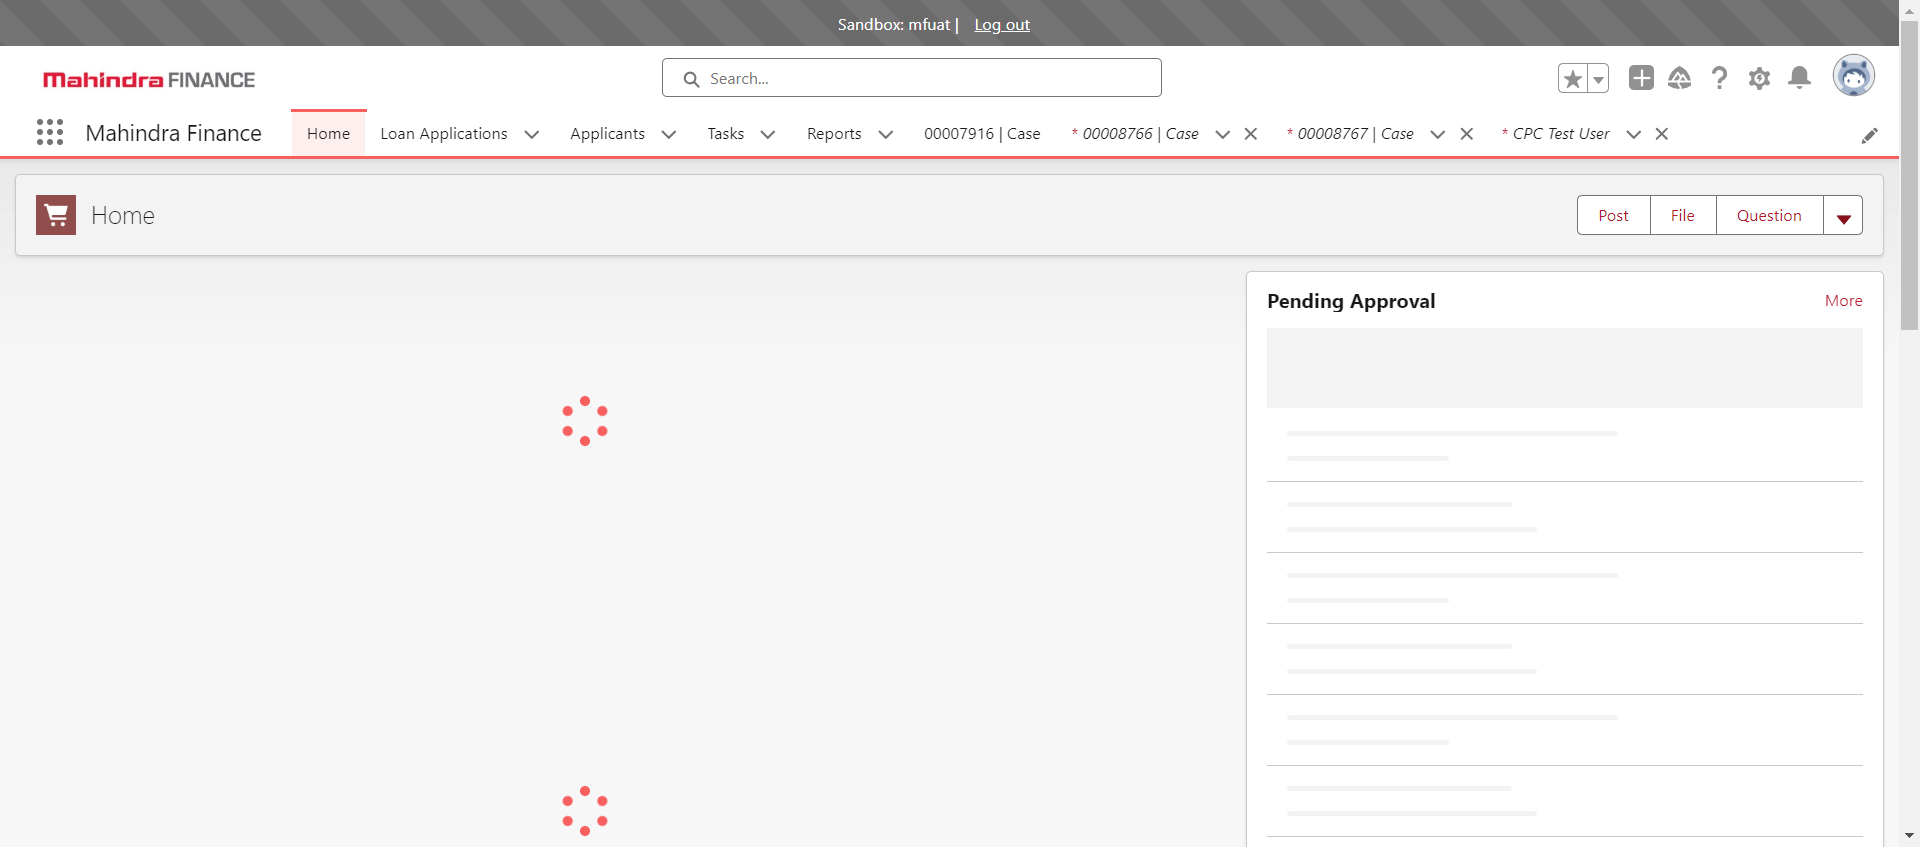 Sandbox: mfuat | Log out
Mahindra FINANCE
Search...
Mahindra Finance
Home
Loan Applications
Applicants
Tasks
Reports
00007916 | Case
* 00008766 | Case
* 00008767 | Case
* CPC Test User
Home
Post
File
Question
Pending Approval
More